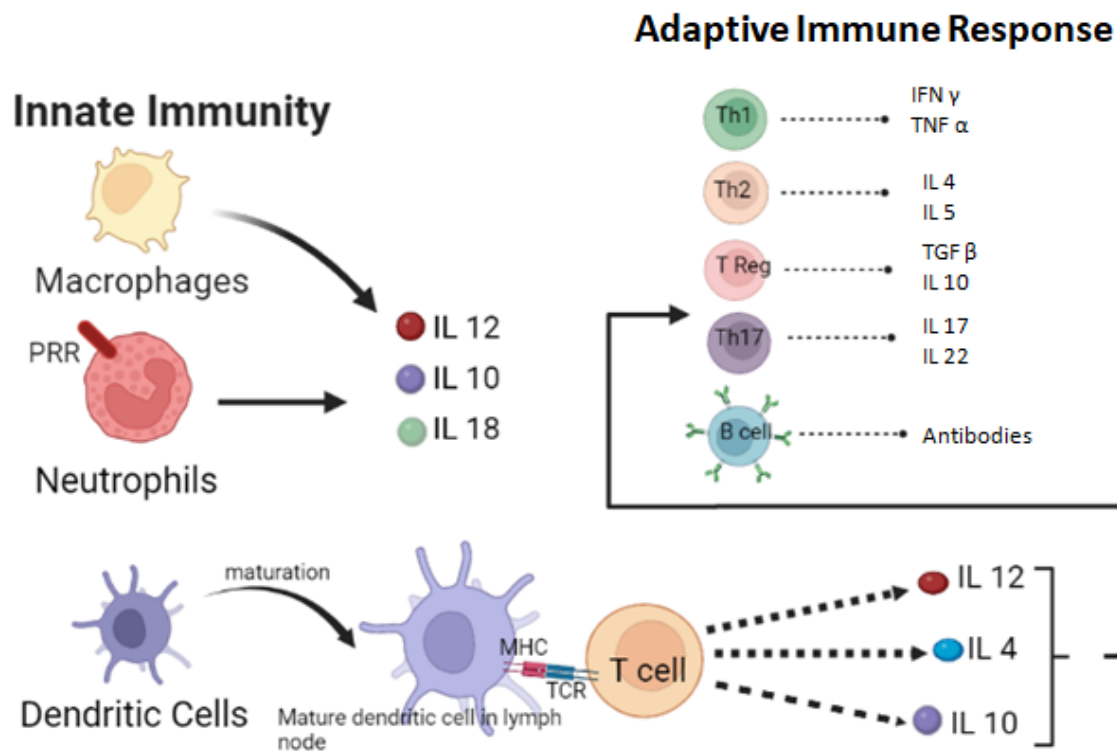 Adaptive Immune Response
Innate Immunity
Macrophages
PRR
Neutrophils
IL 12
IL 10
IL 18
Th1
IFN γ
TNF α
Th2
IL 4
IL 5
T Reg
TGF β
IL 10
Th17
IL 17
IL 22
B cell
Antibodies
Dendritic Cells
maturation
Mature dendritic cell in lymph
node
MHC
TCR
T cell
IL 12
IL 4
IL 10